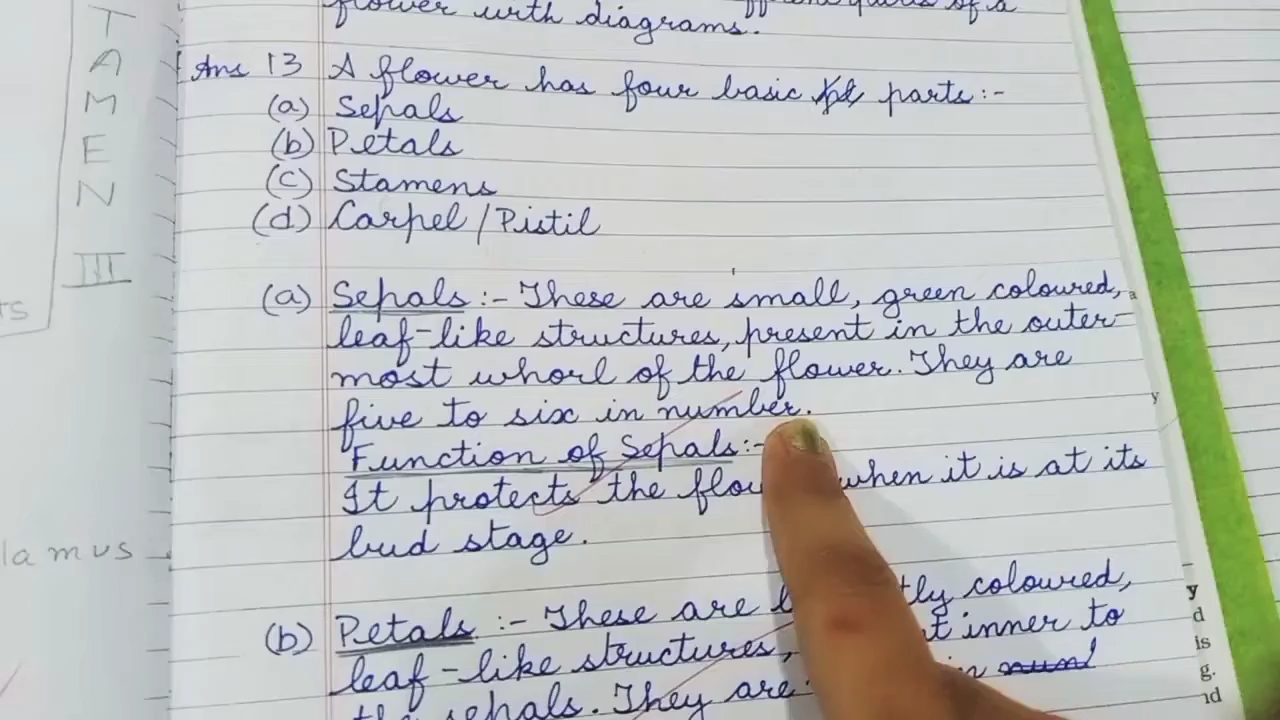 flower with diagrams.
Ans 13 A flower has four basic parts:-
(a) Sepals
(b) Petals
(c) Stamens
(d) Carpel/Pistil
(a) Sepals:- These are small, green coloured,
leaf-like structures, present in the outer-
most whorl of the flower. They are
five to six in number.
Function of Sepals:-
It protects the when it is at its
bud stage.
(b) Petals :- These are coloured,
leaf-like structures, inner to
the sepals. They are in
TAMEN
III
lamus
y
y
d
is
g.